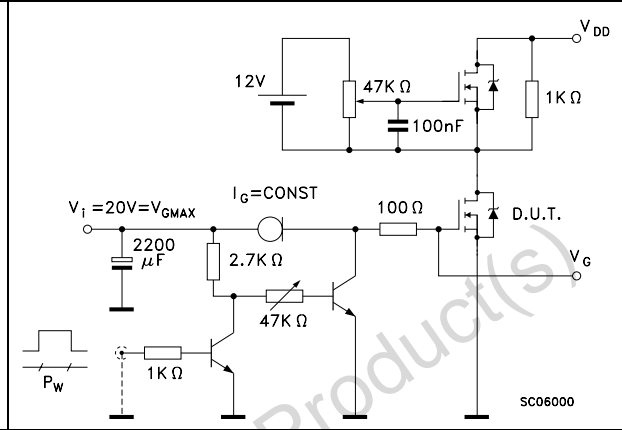 V DD
12V
47K Ω
1K Ω
100nF
I G=CONST
V i =20V=V GMAX
100 Ω
D.U.T.
2200
μF
2.7K Ω
V G
47K Ω
1K Ω
P W
SC06000
Product(s)